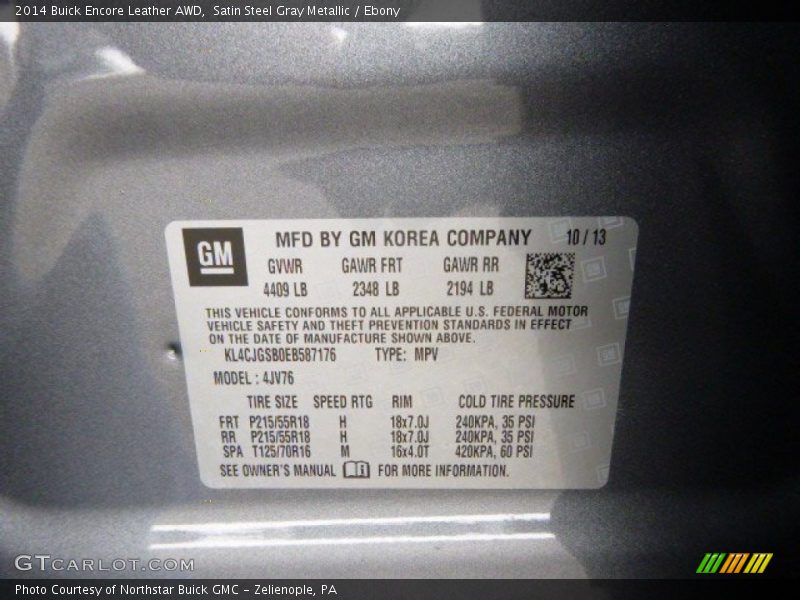 2014 Buick Encore Leather AWD, Satin Steel Gray Metallic / Ebony
GM
MFD BY GM KOREA COMPANY 10 / 13
GVWR GAWR FRT GAWR RR
4409 LB 2348 LB 2194 LB
THIS VEHICLE CONFORMS TO ALL APPLICABLE U.S. FEDERAL MOTOR
VEHICLE SAFETY AND THEFT PREVENTION STANDARDS IN EFFECT
ON THE DATE OF MANUFACTURE SHOWN ABOVE.
KL4CJGSB0EB587176 TYPE: MPV
MODEL : 4JV76
TIRE SIZE SPEED RTG RIM COLD TIRE PRESSURE
FRT P215/55R18 H 18x7.0J 240KPA, 35 PSI
RR P215/55R18 H 18x7.0J 240KPA, 35 PSI
SPA T125/70R16 M 16x4.0T 420KPA, 60 PSI
SEE OWNER'S MANUAL FOR MORE INFORMATION.
GTCARLOT.COM
Photo Courtesy of Northstar Buick GMC - Zelienople, PA